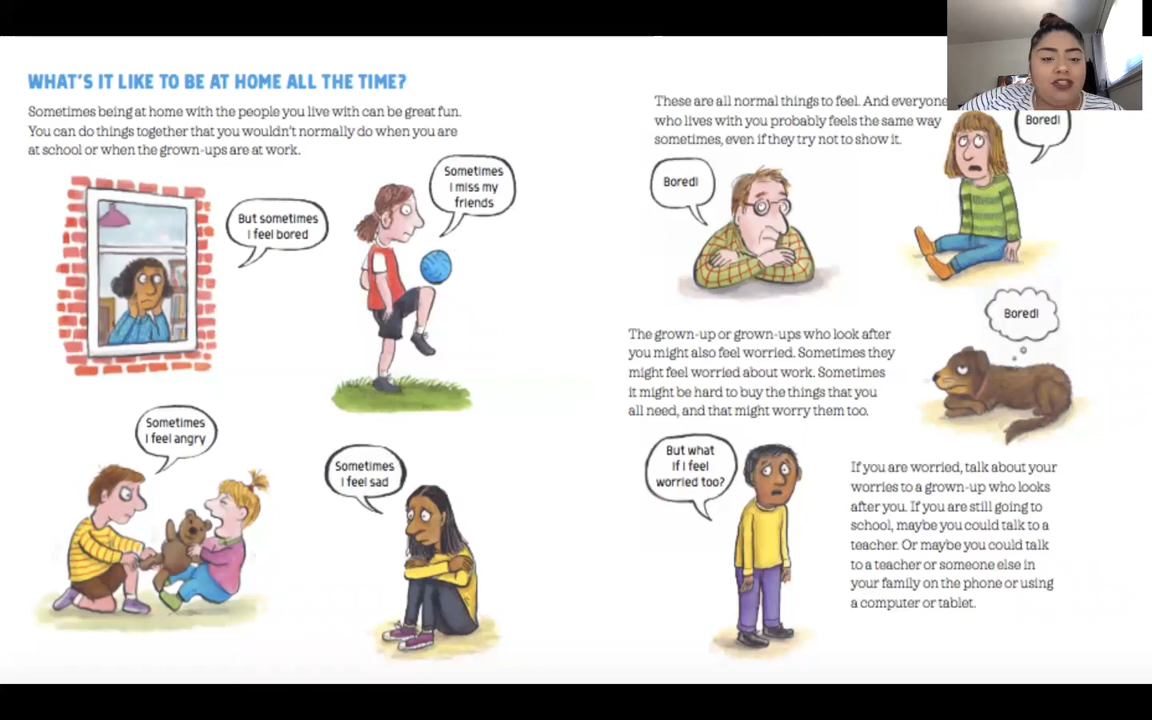 WHAT'S IT LIKE TO BE AT HOME ALL THE TIME?
Sometimes being at home with the people you live with can be great fun.
You can do things together that you wouldn't normally do when you are
at school or when the grown-ups are at work.
But sometimes
I feel bored
Sometimes
I miss my
friends
Sometimes
I feel angry
Sometimes
I feel sad
These are all normal things to feel. And everyone
who lives with you probably feels the same way
sometimes, even if they try not to show it.
Bored!
Bored!
Bored!
The grown-up or grown-ups who look after
you might also feel worried. Sometimes they
might feel worried about work. Sometimes
it might be hard to buy the things that you
all need, and that might worry them too.
But what
if I feel
worried too?
If you are worried, talk about your
worries to a grown-up who looks
after you. If you are still going to
school, maybe you could talk to a
teacher. Or maybe you could talk
to a teacher or someone else in
your family on the phone or using
a computer or tablet.